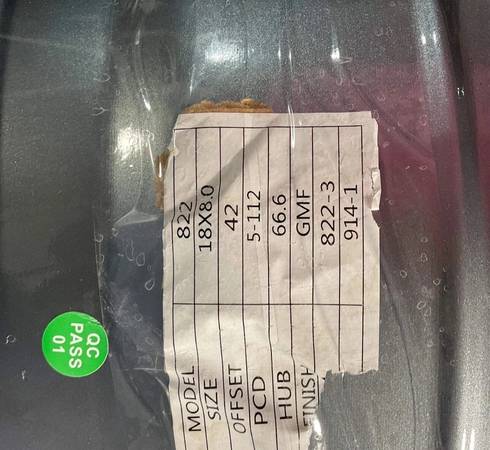 MODEL 822
SIZE 18X8.0
OFFSET 42
PCD 5-112
HUB 66.6
FINISH GMF
822-3
914-1
QC
PASS
01